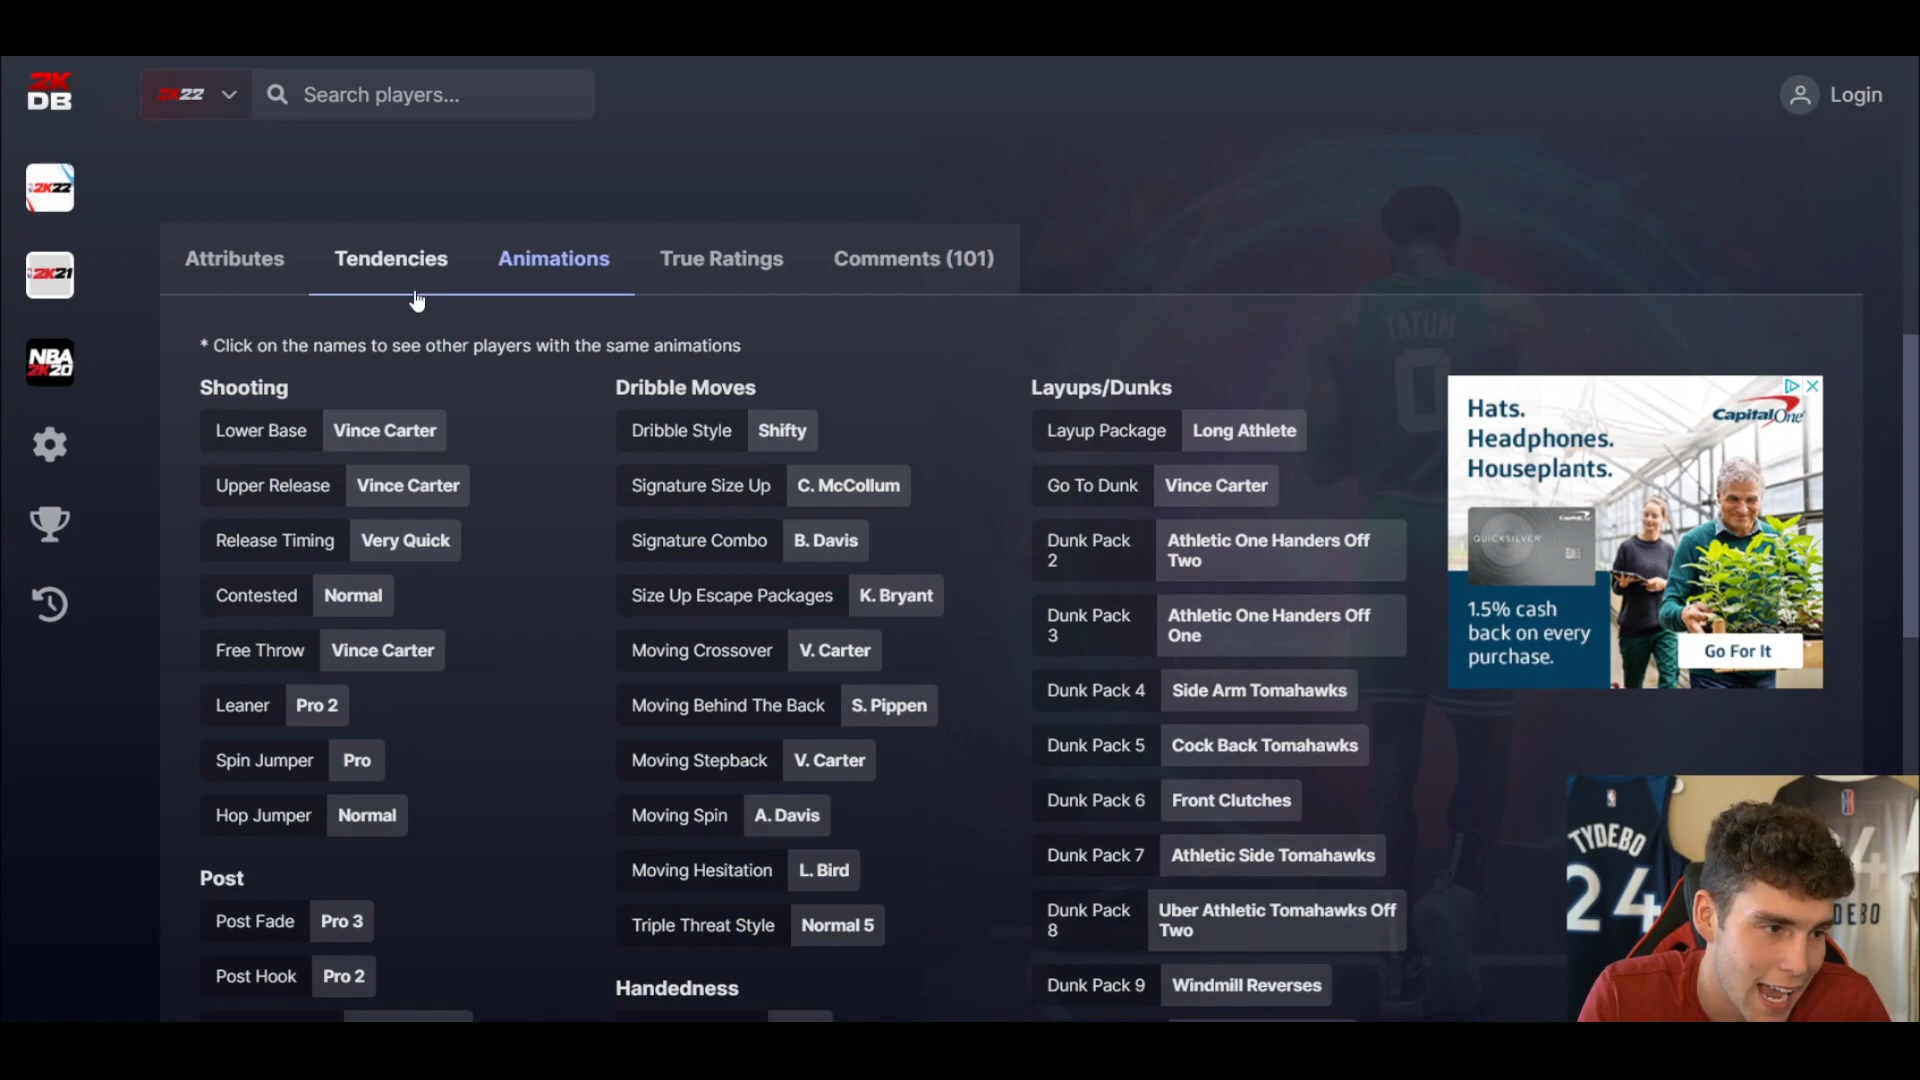 2K
DB
2K22
Search players...
Login
2K22
2K21
NBA
2K20
Attributes
Tendencies
Animations
True Ratings
Comments (101)
* Click on the names to see other players with the same animations
Shooting
Lower Base Vince Carter
Upper Release Vince Carter
Release Timing Very Quick
Contested Normal
Free Throw Vince Carter
Leaner Pro 2
Spin Jumper Pro
Hop Jumper Normal
Post
Post Fade Pro 3
Post Hook Pro 2
Dribble Moves
Dribble Style Shifty
Signature Size Up C. McCollum
Signature Combo B. Davis
Size Up Escape Packages K. Bryant
Moving Crossover V. Carter
Moving Behind The Back S. Pippen
Moving Stepback V. Carter
Moving Spin A. Davis
Moving Hesitation L. Bird
Triple Threat Style Normal 5
Handedness
Layups/Dunks
Layup Package Long Athlete
Go To Dunk Vince Carter
Dunk Pack Athletic One Handers Off
2 Two
Dunk Pack Athletic One Handers Off
3 One
Dunk Pack 4 Side Arm Tomahawks
Dunk Pack 5 Cock Back Tomahawks
Dunk Pack 6 Front Clutches
Dunk Pack 7 Athletic Side Tomahawks
Dunk Pack Uber Athletic Tomahawks Off
8 Two
Dunk Pack 9 Windmill Reverses
TATUM
0
Hats.
Headphones.
Houseplants.
Capital One
QUICKSILVER
1.5% cash
back on every
purchase.
Go For It
TYDEBO
24
4
DEBO